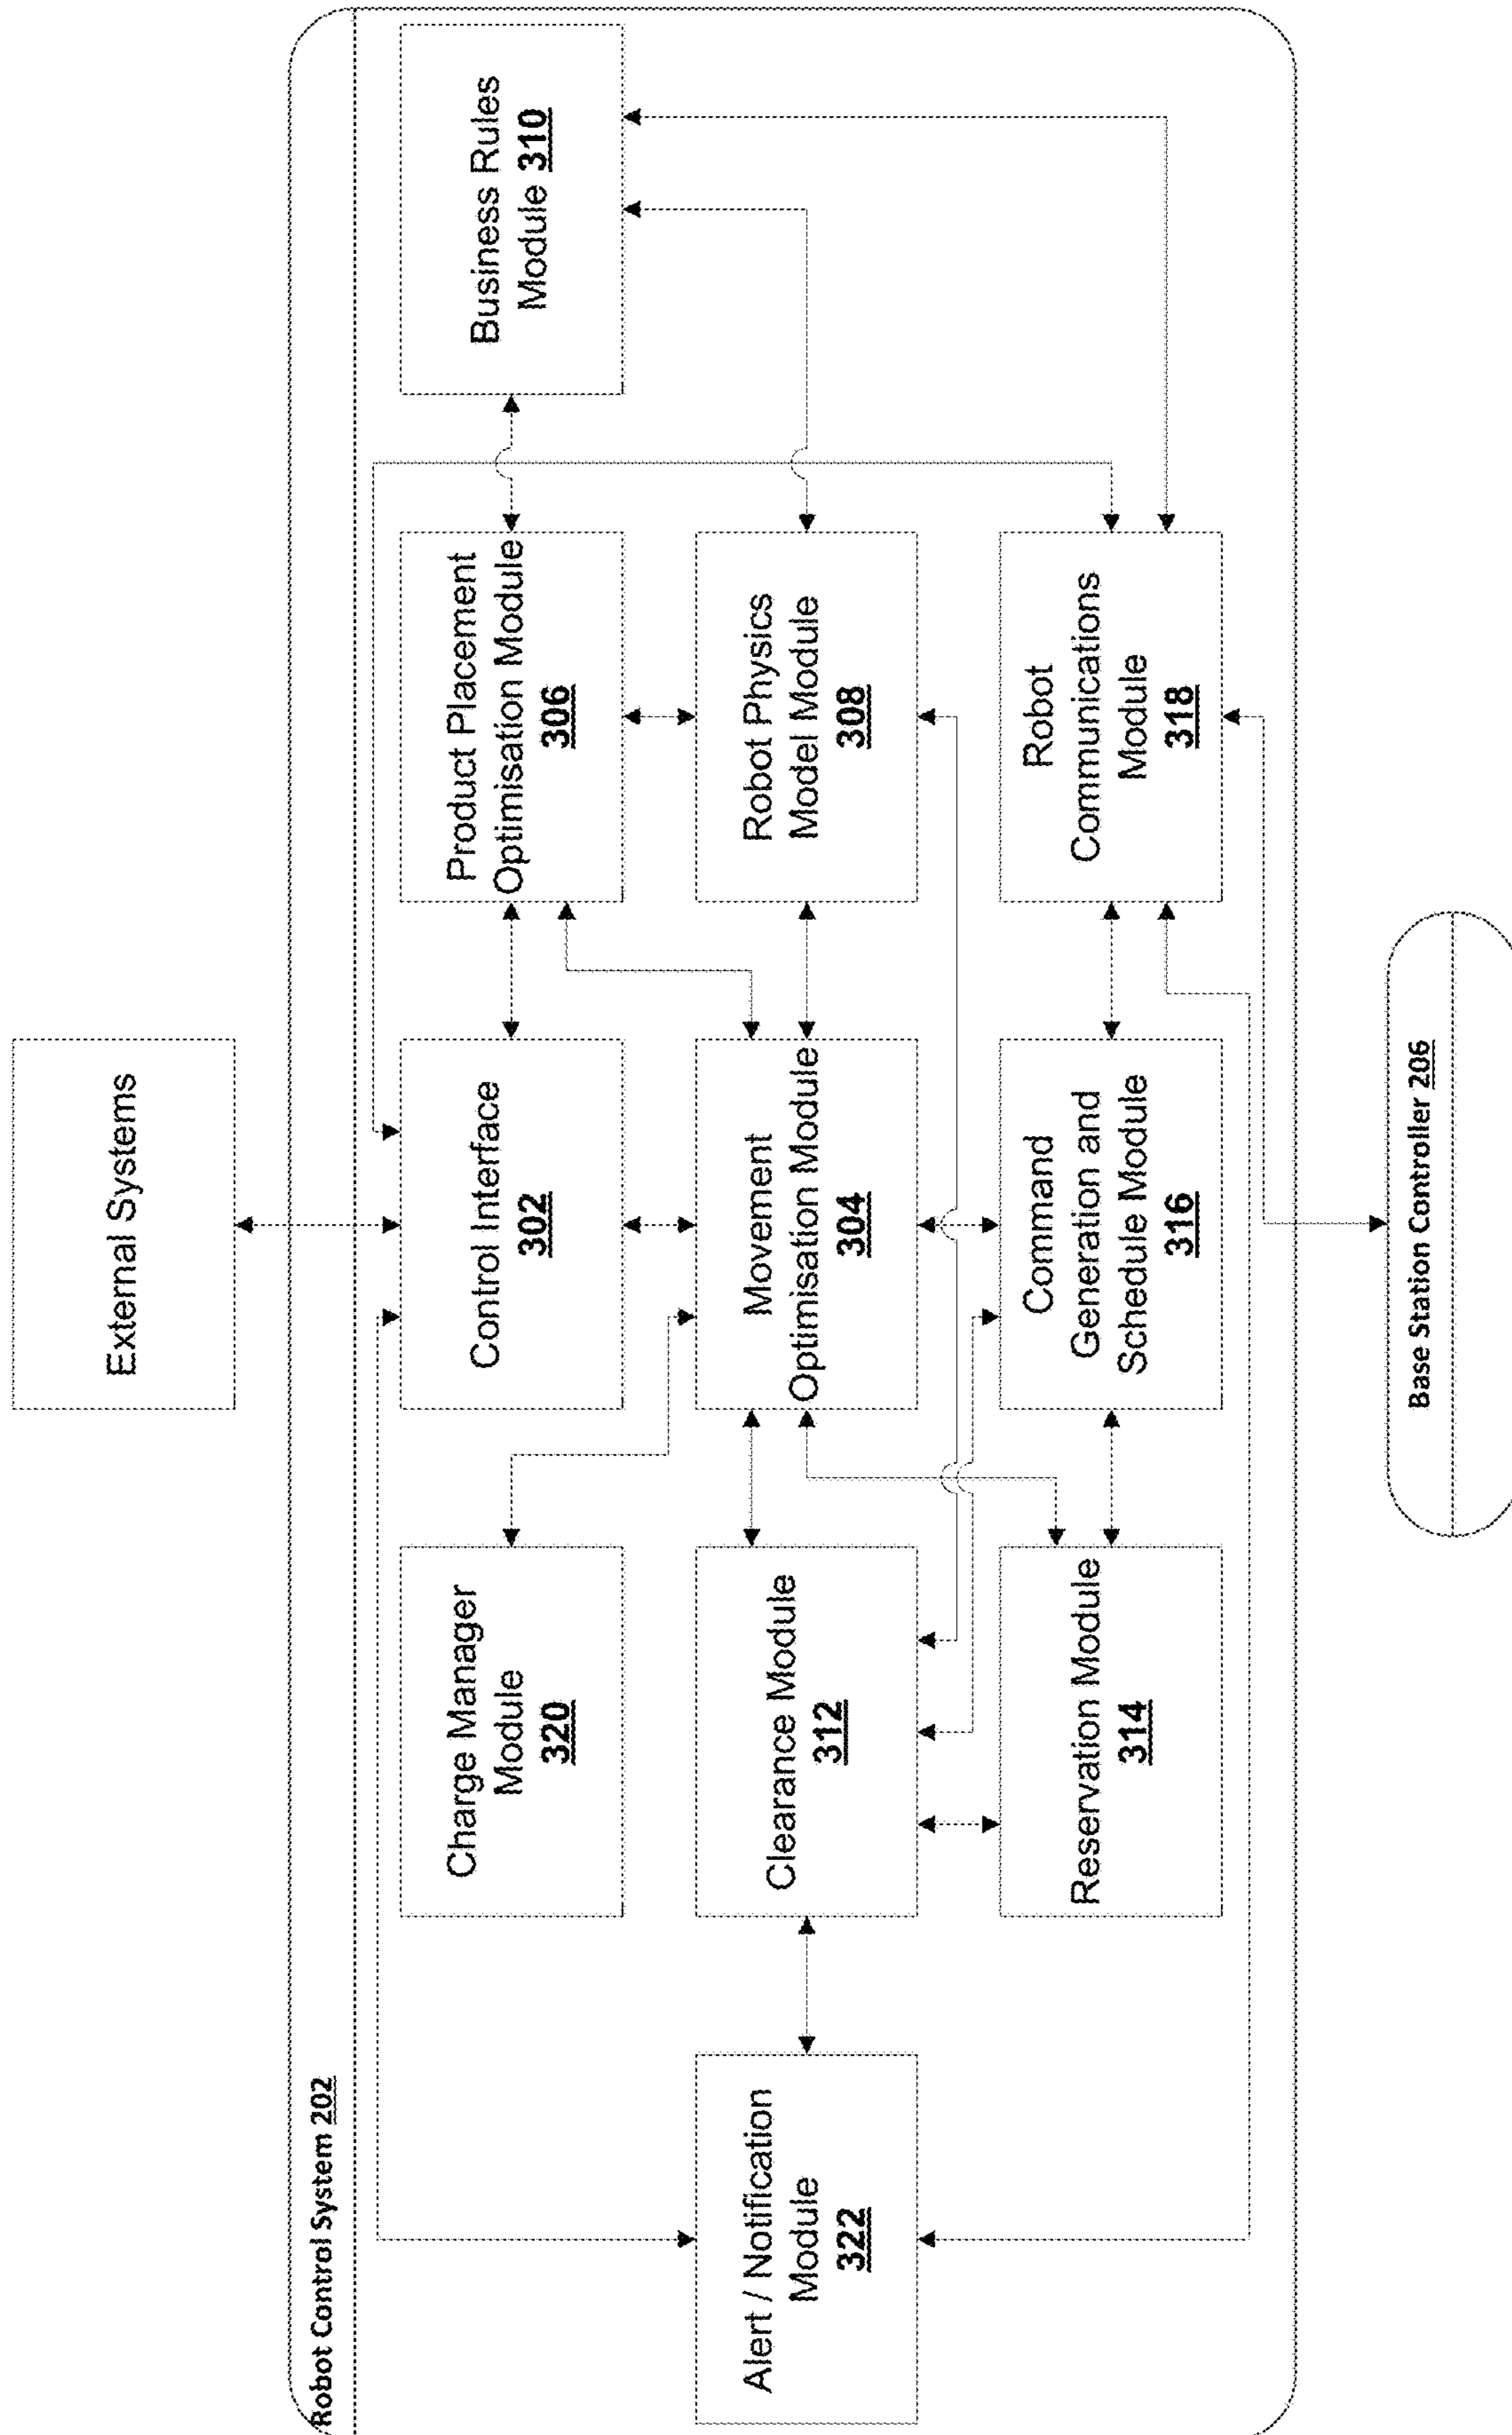 External Systems
Robot Control System 202
Charge Manager
Module
320
Control Interface
302
Product Placement
Optimisation Module
306
Business Rules
Module 310
Alert / Notification
Module
322
Clearance Module
312
Movement
Optimisation Module
304
Robot Physics
Model Module
308
Reservation Module
314
Command
Generation and
Schedule Module
316
Robot
Communications
Module
318
Base Station Controller 206